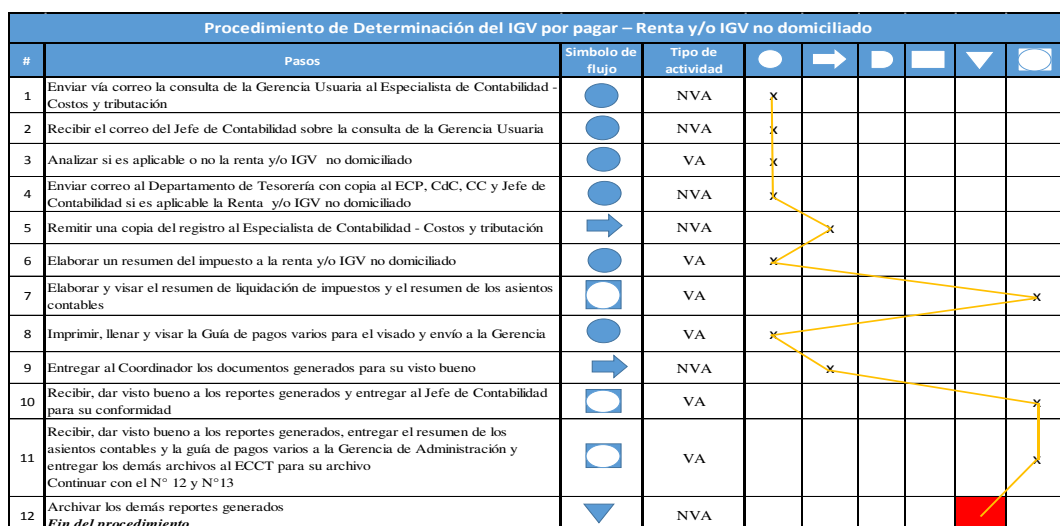 Procedimiento de Determinación del IGV por pagar – Renta y/o IGV no domiciliado
# Pasos Simbolo de flujo Tipo de actividad
1 Enviar vía correo la consulta de la Gerencia Usuaria al Especialista de Contabilidad -
Costos y tributación NVA x
2 Recibir el correo del Jefe de Contabilidad sobre la consulta de la Gerencia Usuaria NVA x
3 Analizar si es aplicable o no la renta y/o IGV no domiciliado VA x
4 Enviar correo al Departamento de Tesorería con copia al ECP, CdC, CC y Jefe de
Contabilidad si es aplicable la Renta y/o IGV no domiciliado NVA x
5 Remitir una copia del registro al Especialista de Contabilidad - Costos y tributación NVA x
6 Elaborar un resumen del impuesto a la renta y/o IGV no domiciliado VA x
7 Elaborar y visar el resumen de liquidación de impuestos y el resumen de los asientos
contables VA x
8 Imprimir, llenar y visar la Guía de pagos varios para el visado y envío a la Gerencia VA x
9 Entregar al Coordinador los documentos generados para su visto bueno NVA x
10 Recibir, dar visto bueno a los reportes generados y entregar al Jefe de Contabilidad
para su conformidad VA x
11 Recibir, dar visto bueno a los reportes generados, entregar el resumen de los
asientos contables y la guía de pagos varios a la Gerencia de Administración y
entregar los demás archivos al ECCT para su archivo
Continuar con el N° 12 y N°13 VA x
12 Archivar los demás reportes generados
Fin del procedimiento NVA